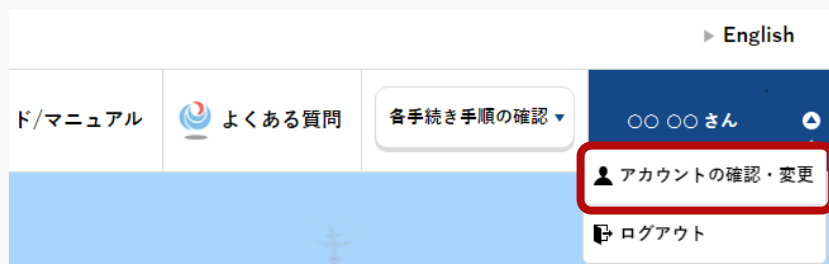 English
ド/マニュアル
よくある質問
各手続き手順の確認
○○ ○○ さん
アカウントの確認・変更
ログアウト